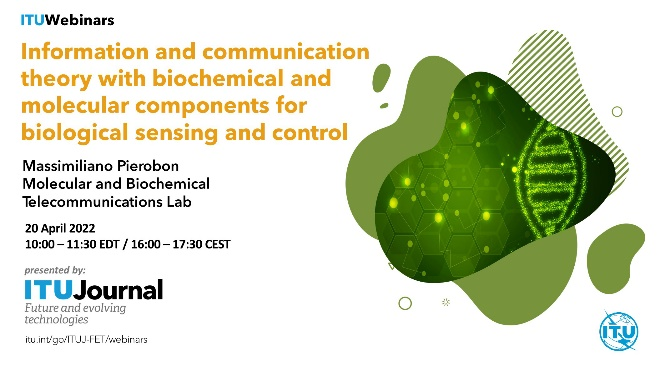 ITUWebinars
Information and communication
theory with biochemical and
molecular components for
biological sensing and control
Massimiliano Pierobon
Molecular and Biochemical
Telecommunications Lab
20 April 2022
10:00 – 11:30 EDT / 16:00 – 17:30 CEST
presented by:
ITUJournal
Future and evolving
technologies
itu.int/go/ITUJ-FET/webinars
ITU